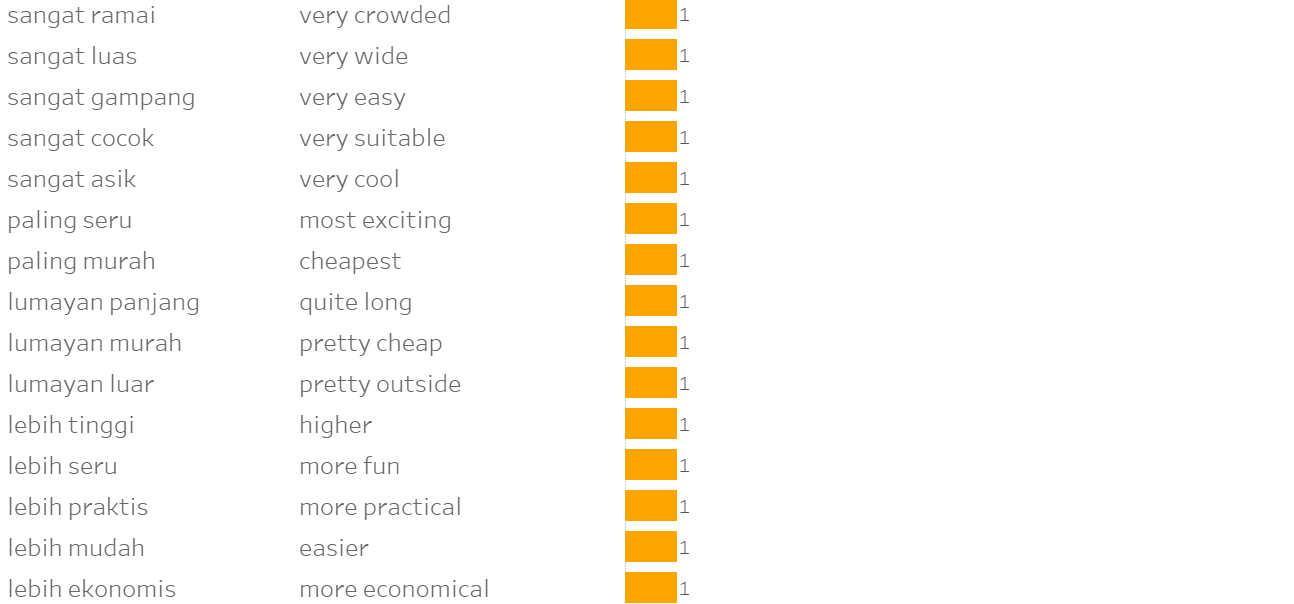 sangat ramai very crowded 1
sangat luas very wide 1
sangat gampang very easy 1
sangat cocok very suitable 1
sangat asik very cool 1
paling seru most exciting 1
paling murah cheapest 1
lumayan panjang quite long 1
lumayan murah pretty cheap 1
lumayan luar pretty outside 1
lebih tinggi higher 1
lebih seru more fun 1
lebih praktis more practical 1
lebih mudah easier 1
lebih ekonomis more economical 1